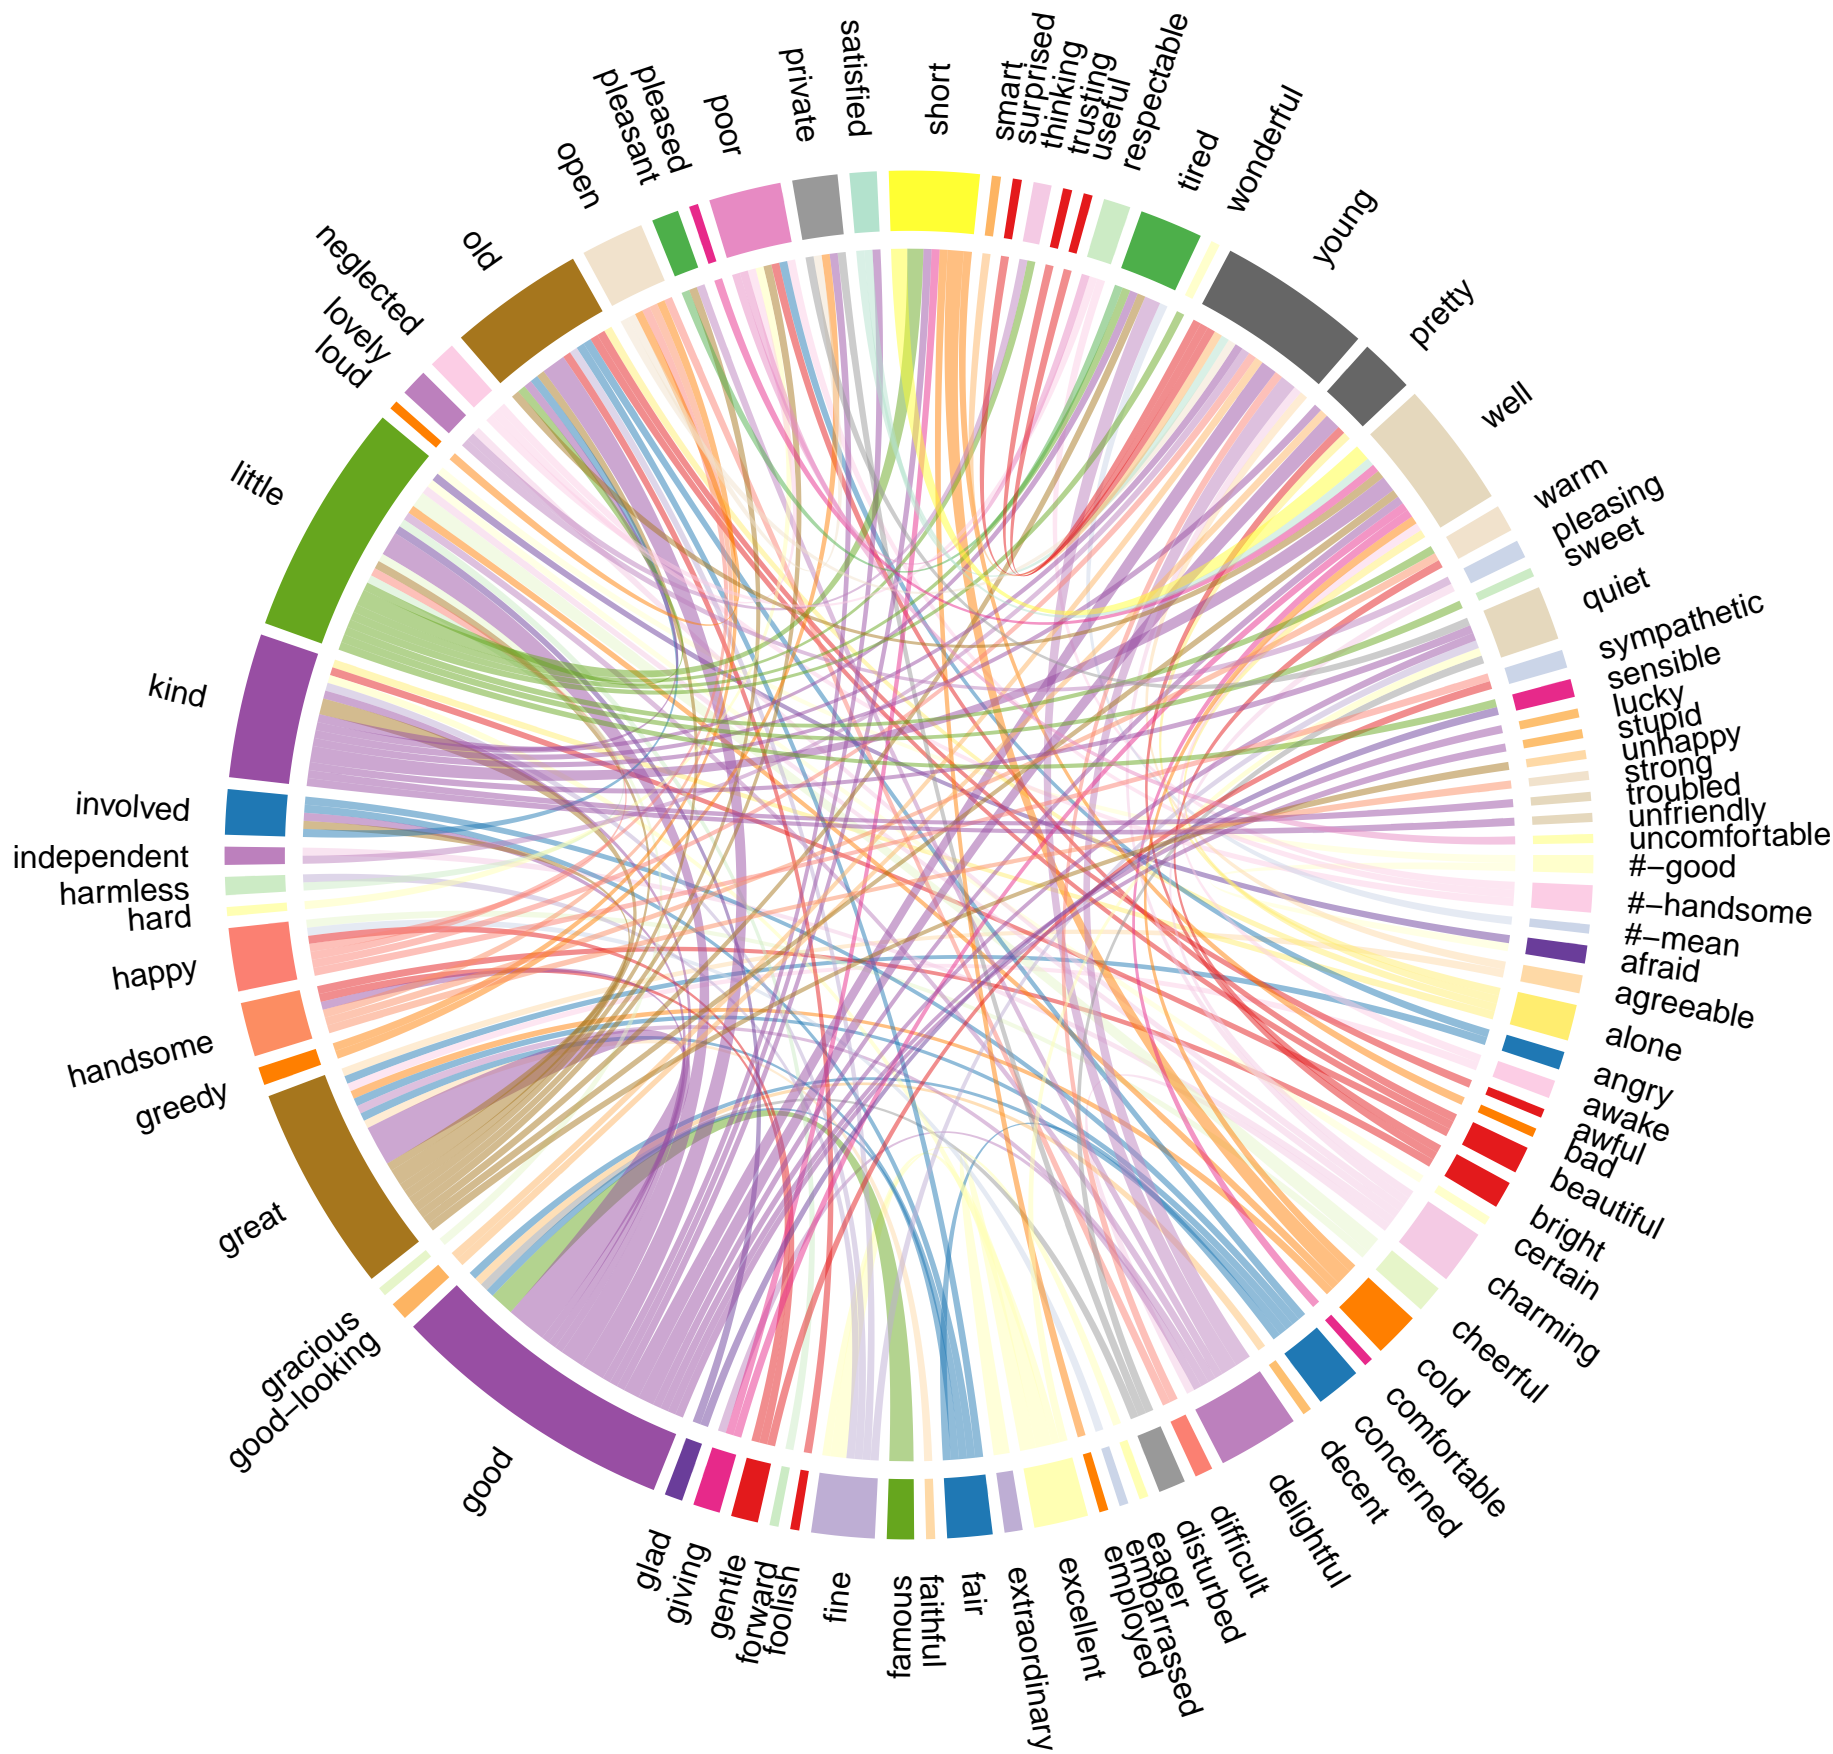 short
smart
surprised
thinking
trusting
useful
respectable
tired
wonderful
young
pretty
well
warm
pleasing
sweet
quiet
sympathetic
sensible
lucky
stupid
unhappy
strong
troubled
unfriendly
uncomfortable
#−good
#−handsome
#−mean
afraid
agreeable
alone
angry
awake
awful
bad
beautiful
bright
certain
charming
cheerful
cold
comfortable
concerned
decent
delightful
difficult
disturbed
eager
embarrassed
employed
excellent
extraordinary
fair
faithful
famous
fine
foolish
forward
gentle
giving
glad
good
good−looking
gracious
great
greedy
handsome
happy
hard
harmless
independent
involved
kind
little
loud
lovely
neglected
old
open
pleasant
pleased
poor
private
satisfied